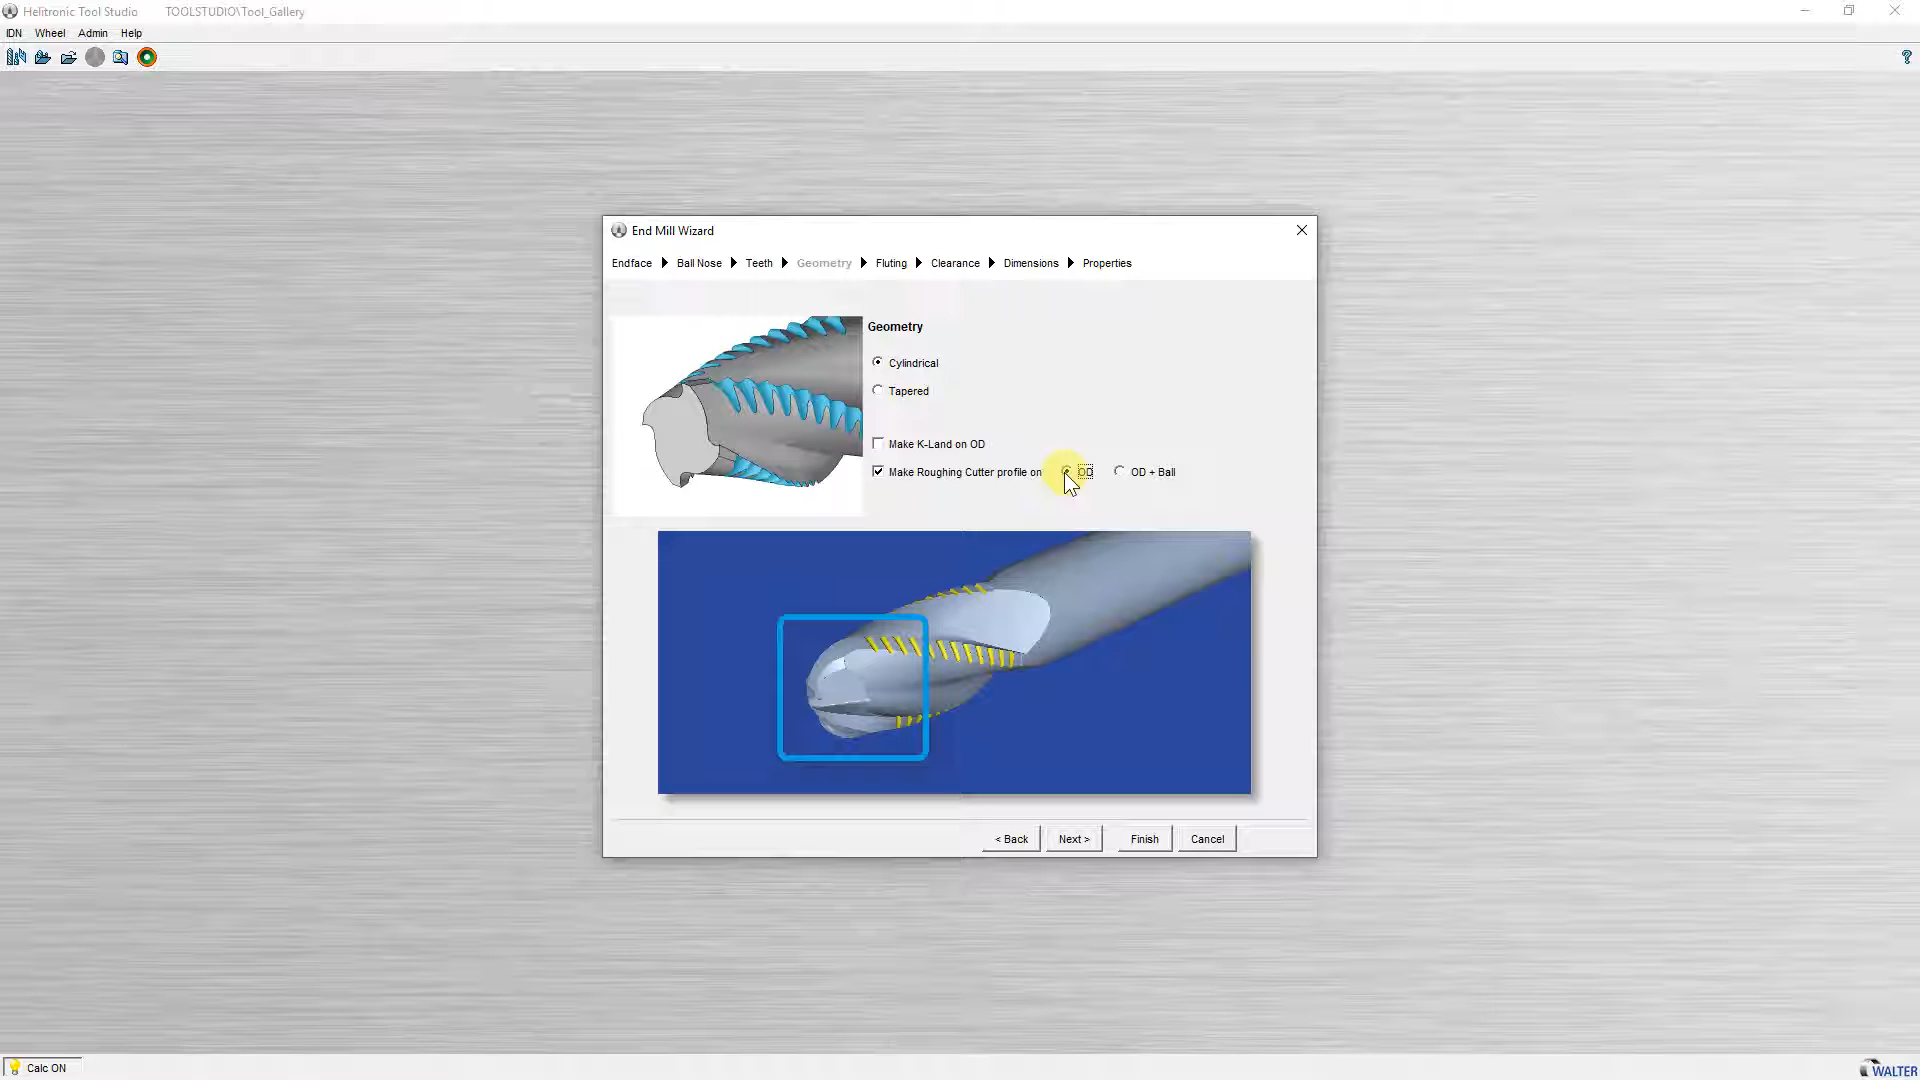 Helitronic Tool Studio TOOLSTUDIO\Tool_Gallery
IDN Wheel Admin Help
End Mill Wizard
Endface Ball Nose Teeth Geometry Fluting Clearance Dimensions Properties
Geometry
Cylindrical
Tapered
Make K-Land on OD
Make Roughing Cutter profile on OD OD + Ball
< Back Next > Finish Cancel
Calc ON
WALTER